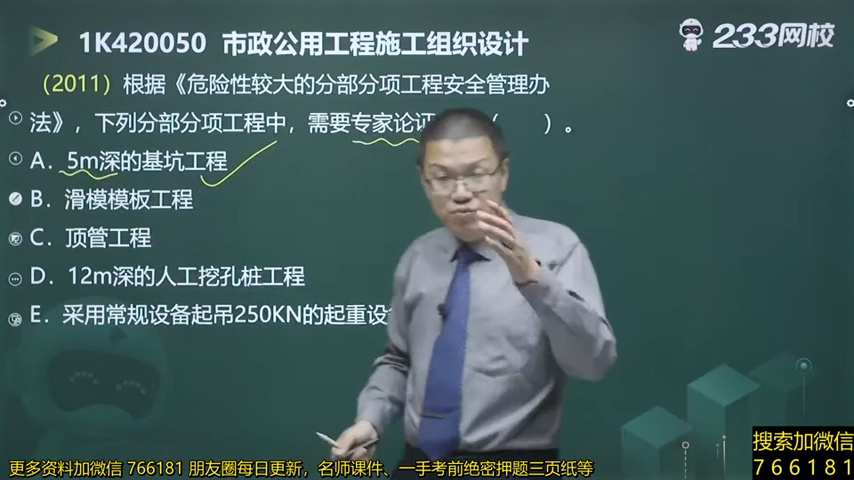 1K420050 市政公用工程施工组织设计
233网校
（2011）根据《危险性较大的分部分项工程安全管理办
法》，下列分部分项工程中，需要专家论证（ ）。
A．5m深的基坑工程
B．滑模模板工程
C．顶管工程
D．12m深的人工挖孔桩工程
E．采用常规设备起吊250KN的起重设
搜索加微信
766181
更多资料加微信 766181 朋友圈每日更新，名师课件、一手考前绝密押题三页纸等